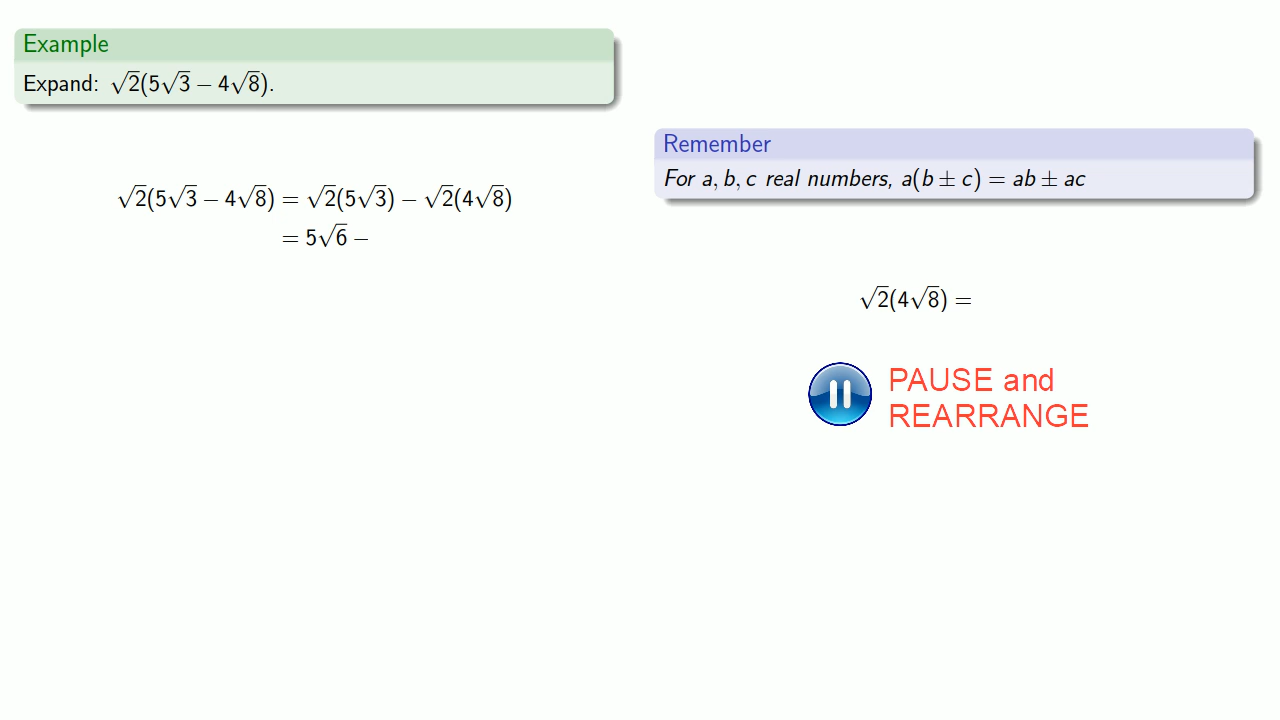 Example
Expand: √2(5√3 − 4√8).
√2(5√3 − 4√8) = √2(5√3) − √2(4√8)
= 5√6 −
Remember
For a, b, c real numbers, a(b ± c) = ab ± ac
√2(4√8) =
PAUSE and
REARRANGE